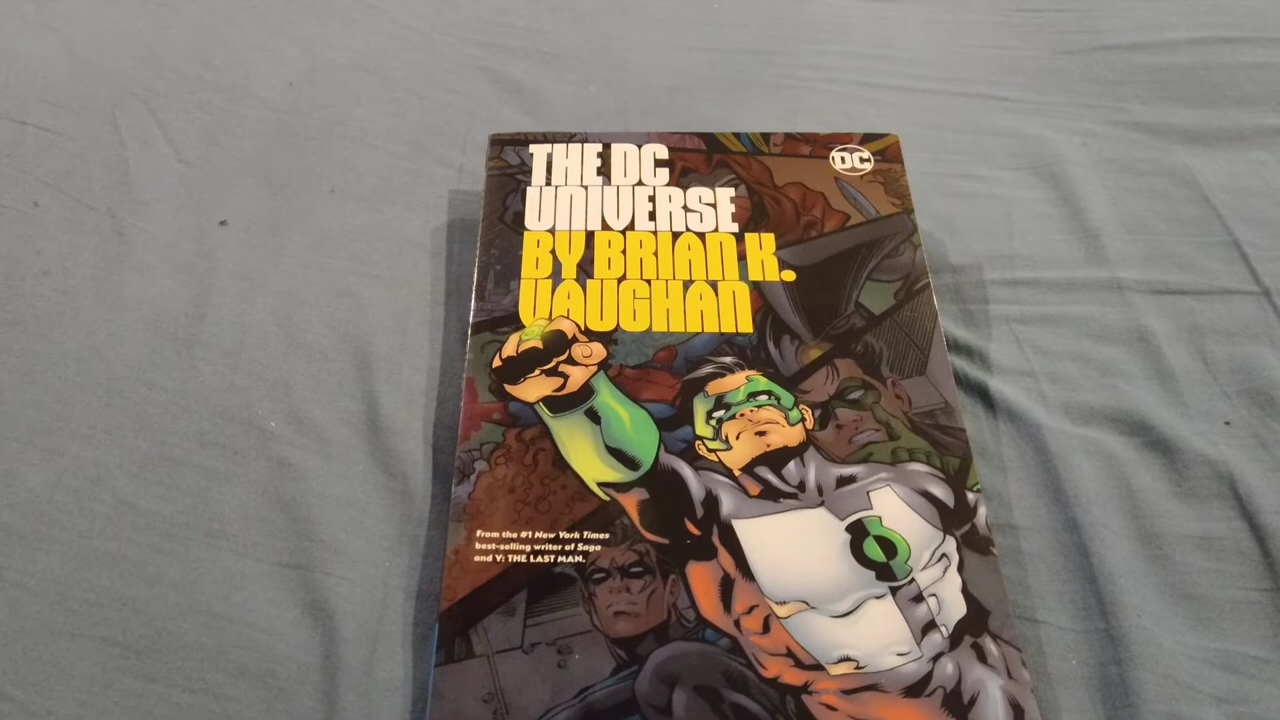 THE DC
UNIVERSE
BY BRIAN K.
VAUGHAN
DC
From the #1 New York Times
best-selling writer of Saga
and Y: THE LAST MAN.